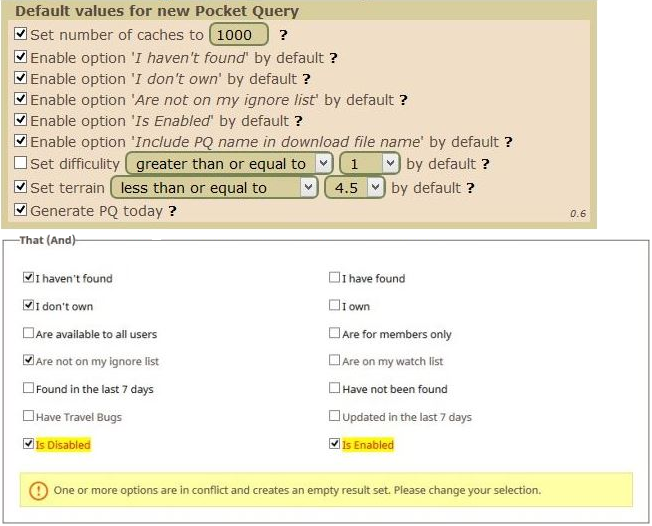 Default values for new Pocket Query
Set number of caches to 1000 ?
Enable option 'I haven't found' by default ?
Enable option 'I don't own' by default ?
Enable option 'Are not on my ignore list' by default ?
Enable option 'Is Enabled' by default ?
Enable option 'Include PQ name in download file name' by default ?
Set difficulity greater than or equal to 1 by default ?
Set terrain less than or equal to 4.5 by default ?
Generate PQ today ? 0.6
That (And)
I haven't found I have found
I don't own I own
Are available to all users Are for members only
Are not on my ignore list Are on my watch list
Found in the last 7 days Have not been found
Have Travel Bugs Updated in the last 7 days
Is Disabled Is Enabled
One or more options are in conflict and creates an empty result set. Please change your selection.